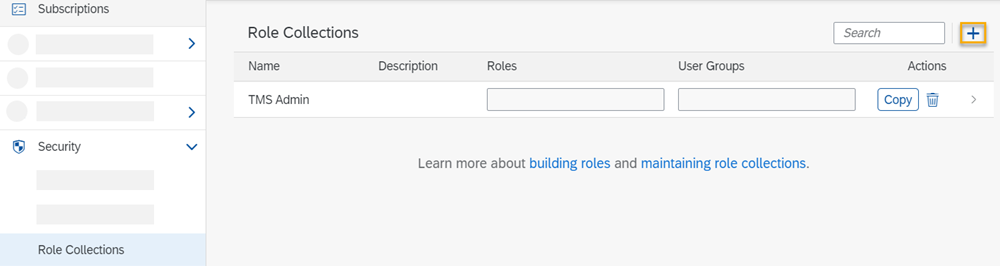 Subscriptions
Security
Role Collections
Role Collections
Search
Name Description Roles User Groups Actions
TMS Admin Copy
Learn more about building roles and maintaining role collections.